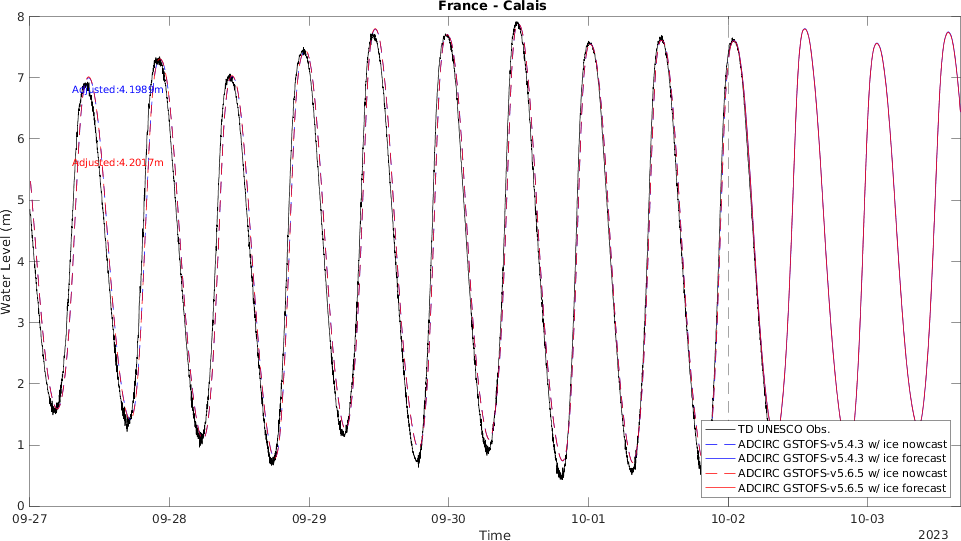 France - Calais
8
7
6
5
4
3
2
1
0
Water Level (m)
Adjusted:4.1989m
Adjusted:4.2017m
TD UNESCO Obs.
ADCIRC GSTOFS-v5.4.3 w/ ice nowcast
ADCIRC GSTOFS-v5.4.3 w/ ice forecast
ADCIRC GSTOFS-v5.6.5 w/ ice nowcast
ADCIRC GSTOFS-v5.6.5 w/ ice forecast
09-27 09-28 09-29 09-30 10-01 10-02 10-03
Time
2023